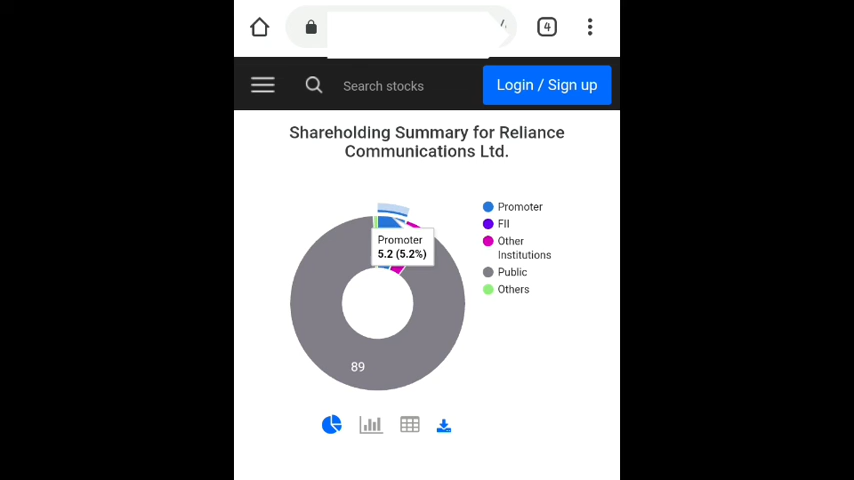 4
Search stocks
Login / Sign up
Shareholding Summary for Reliance
Communications Ltd.
Promoter
FII
Other
Institutions
Public
Others
Promoter
5.2 (5.2%)
89